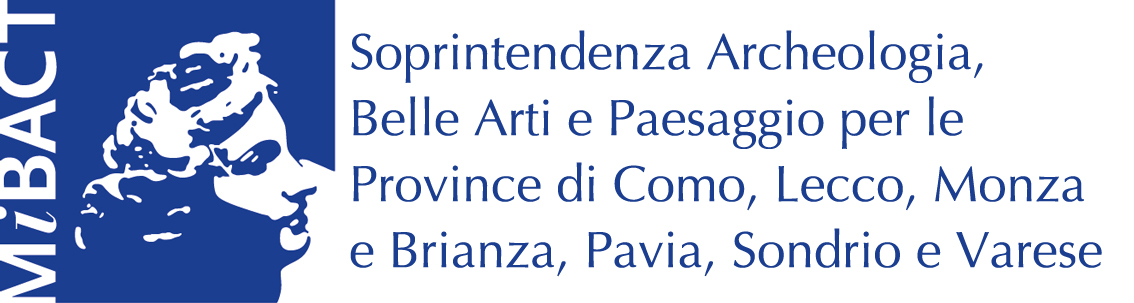 MiBACT
Soprintendenza Archeologia,
Belle Arti e Paesaggio per le
Province di Como, Lecco, Monza
e Brianza, Pavia, Sondrio e Varese